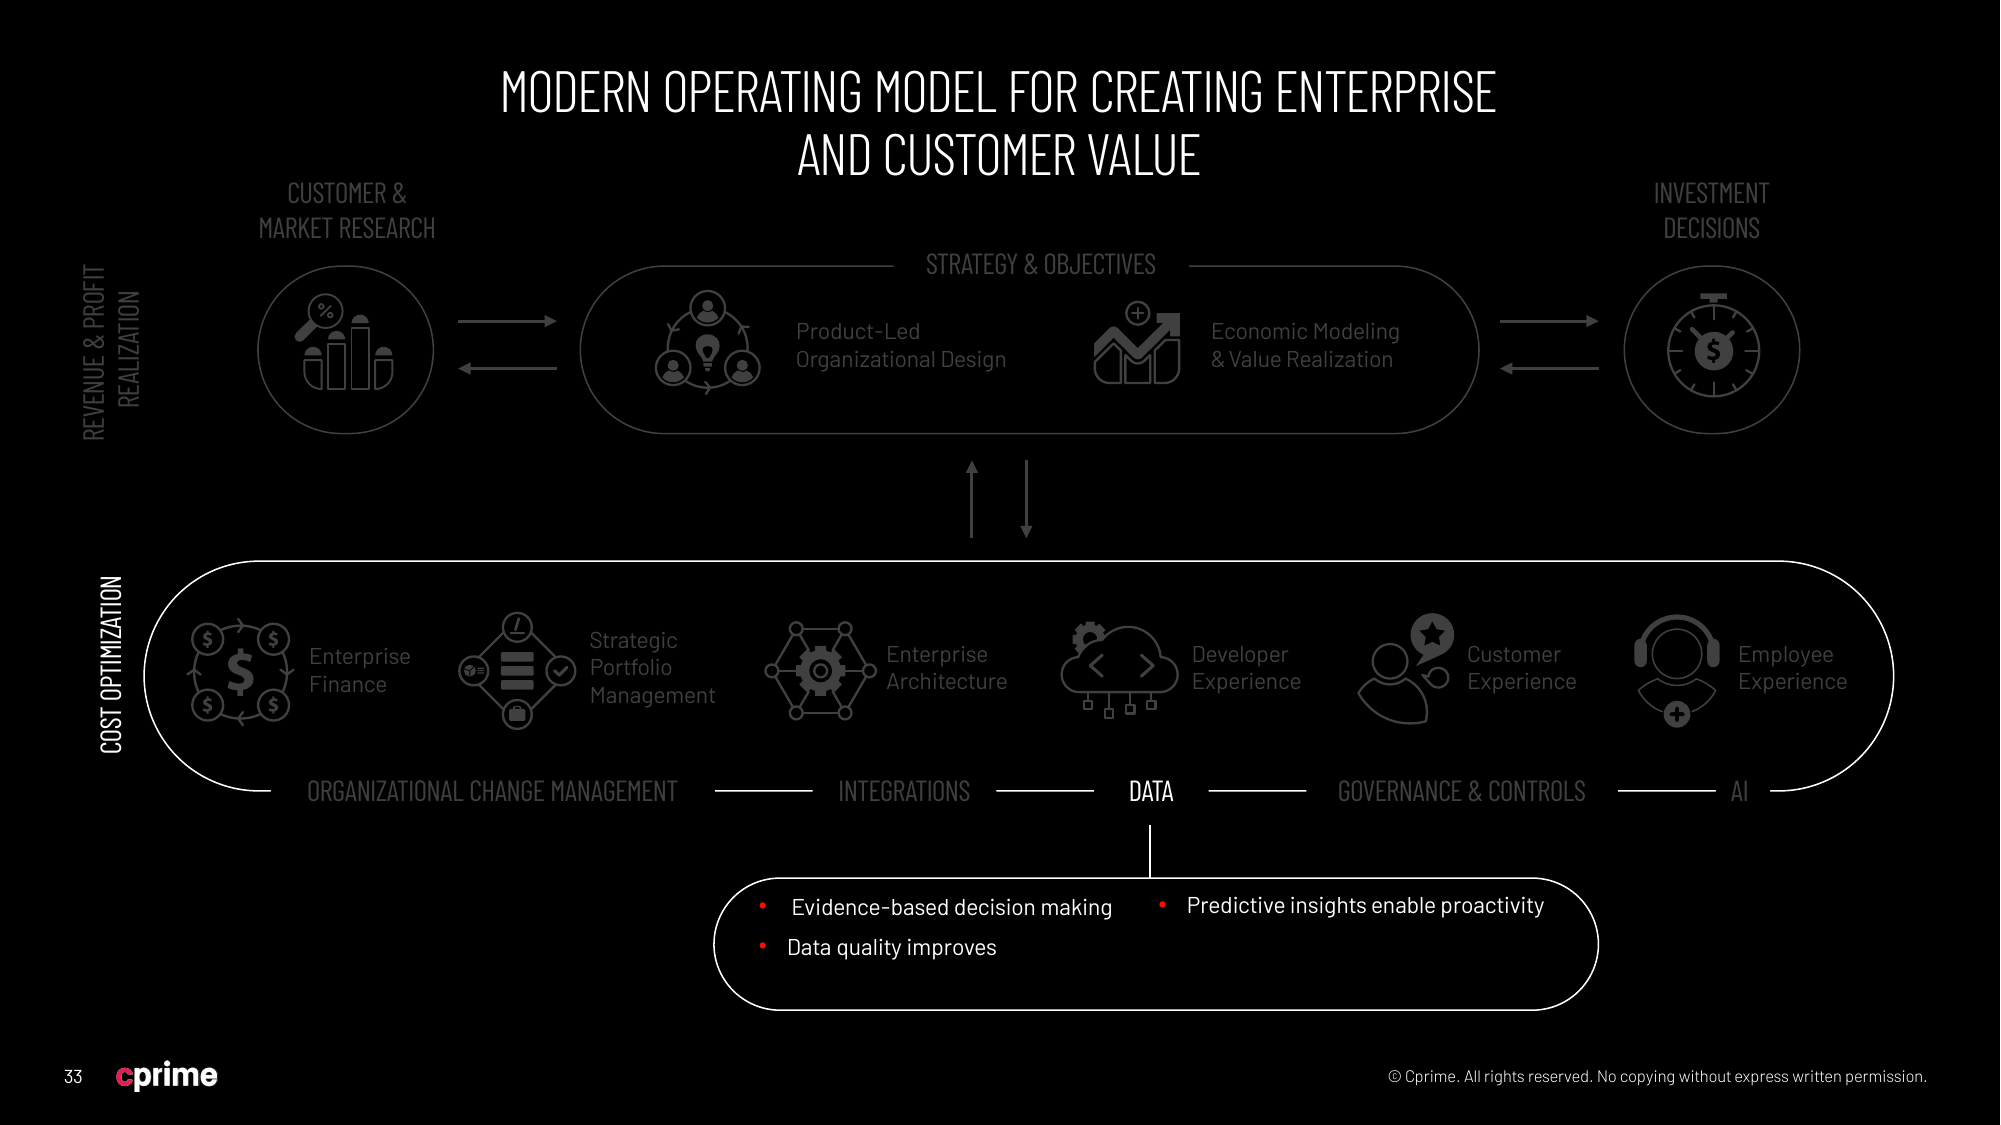 MODERN OPERATING MODEL FOR CREATING ENTERPRISE
AND CUSTOMER VALUE
CUSTOMER &
MARKET RESEARCH
INVESTMENT
DECISIONS
REVENUE & PROFIT
REALIZATION
STRATEGY & OBJECTIVES
%
Product-Led
Organizational Design
Economic Modeling
& Value Realization
$
COST OPTIMIZATION
$ $
$
$ $
Enterprise
Finance
Strategic
Portfolio
Management
Enterprise
Architecture
Developer
Experience
Customer
Experience
Employee
Experience
ORGANIZATIONAL CHANGE MANAGEMENT
INTEGRATIONS
DATA
GOVERNANCE & CONTROLS
AI
• Evidence-based decision making
• Data quality improves
• Predictive insights enable proactivity
33
cprime
© Cprime. All rights reserved. No copying without express written permission.